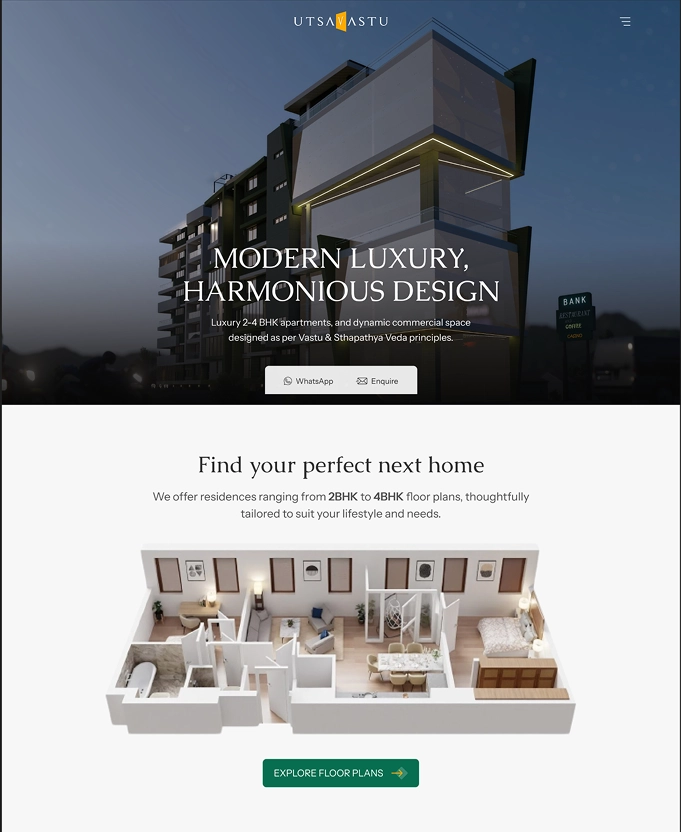 UTSAVASTU
MODERN LUXURY,
HARMONIOUS DESIGN
Luxury 2-4 BHK apartments, and dynamic commercial space
designed as per Vastu & Sthapathya Veda principles.
BANK
RESTAURANT
WhatsApp
Enquire
Find your perfect next home
We offer residences ranging from 2BHK to 4BHK floor plans, thoughtfully
tailored to suit your lifestyle and needs.
EXPLORE FLOOR PLANS